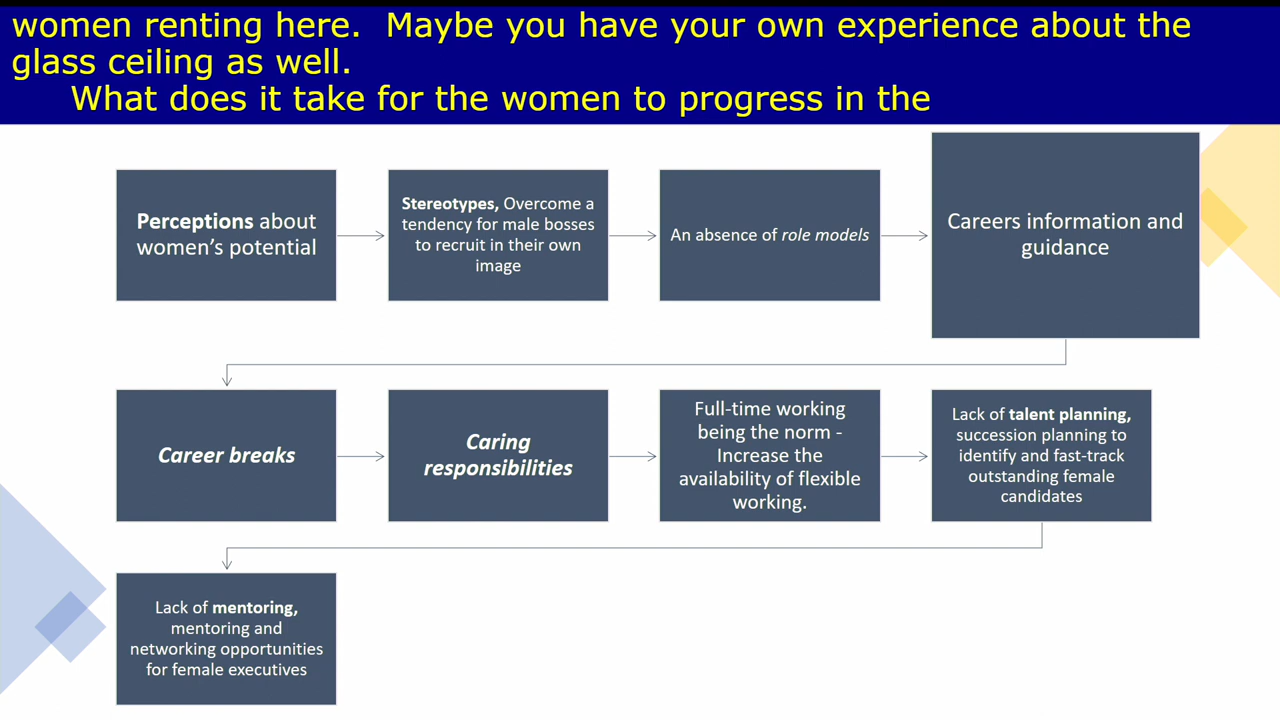 women renting here.  Maybe you have your own experience about the
glass ceiling as well.
What does it take for the women to progress in the
Perceptions about
women’s potential
Stereotypes, Overcome a
tendency for male bosses
to recruit in their own
image
An absence of role models
Careers information and
guidance
Career breaks
Caring
responsibilities
Full-time working
being the norm -
Increase the
availability of flexible
working.
Lack of talent planning,
succession planning to
identify and fast-track
outstanding female
candidates
Lack of mentoring,
mentoring and
networking opportunities
for female executives